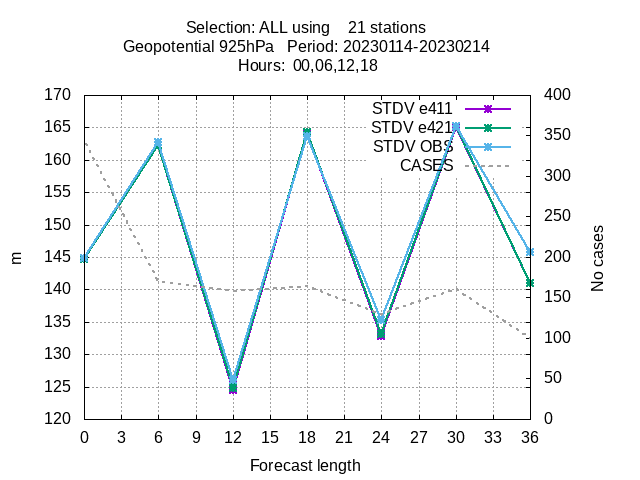 Selection: ALL using 21 stations
Geopotential 925hPa Period: 20230114-20230214
Hours: 00,06,12,18
170
165
160
155
150
145
140
135
130
125
120
m
STDV e411
STDV e421
STDV OBS
CASES
400
350
300
250
200
150
100
50
0
No cases
0 3 6 9 12 15 18 21 24 27 30 33 36
Forecast length